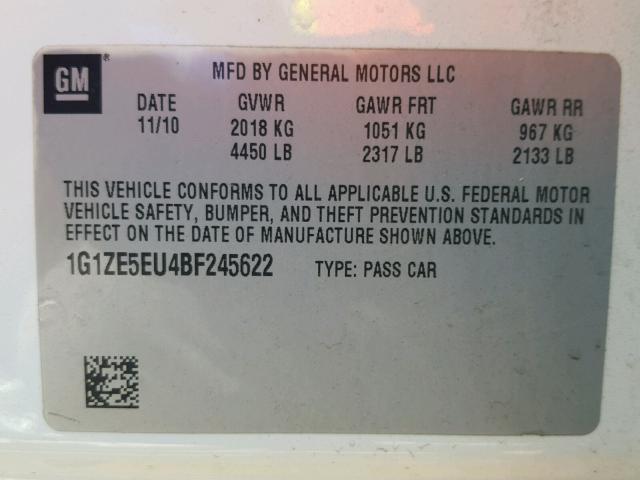 GM ®
MFD BY GENERAL MOTORS LLC
DATE GVWR GAWR FRT GAWR RR
11/10 2018 KG 1051 KG 967 KG
4450 LB 2317 LB 2133 LB
THIS VEHICLE CONFORMS TO ALL APPLICABLE U.S. FEDERAL MOTOR
VEHICLE SAFETY, BUMPER, AND THEFT PREVENTION STANDARDS IN
EFFECT ON THE DATE OF MANUFACTURE SHOWN ABOVE.
1G1ZE5EU4BF245622 TYPE: PASS CAR